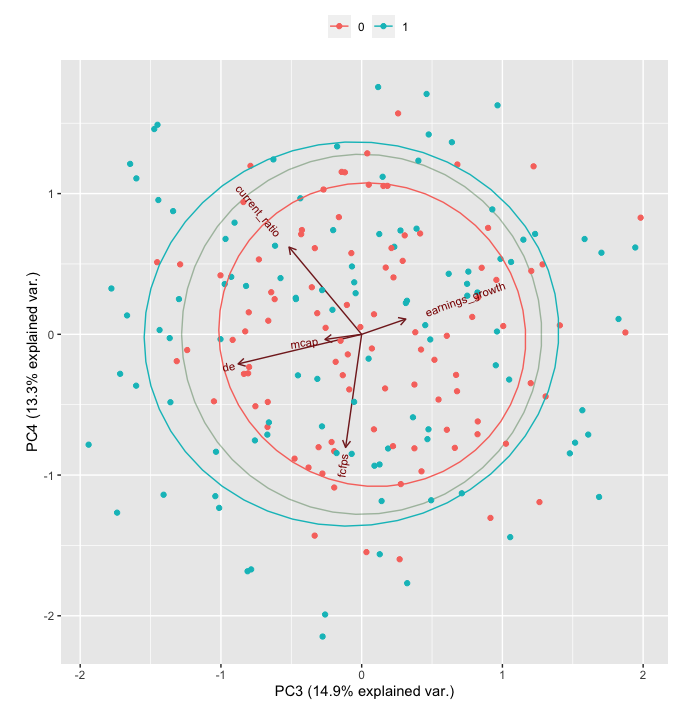 0 1
current_ratio
earnings_growth
mcap
de
fcfps
1
0
-1
-2
-2 -1 0 1 2
PC3 (14.9% explained var.)
PC4 (13.3% explained var.)